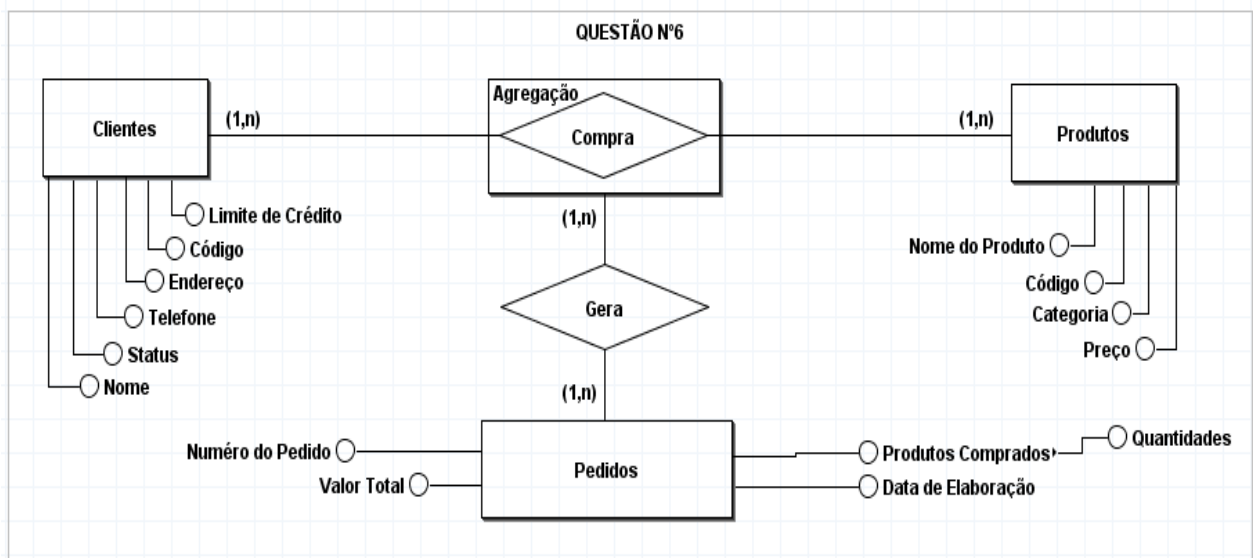 QUESTÃO Nº6
Agregação
Clientes
(1,n)
Compra
(1,n)
Produtos
Limite de Crédito
Código
Endereço
Telefone
Status
Nome
(1,n)
Gera
(1,n)
Nome do Produto
Código
Categoria
Preço
Numéro do Pedido
Valor Total
Pedidos
Produtos Comprados
Quantidades
Data de Elaboração